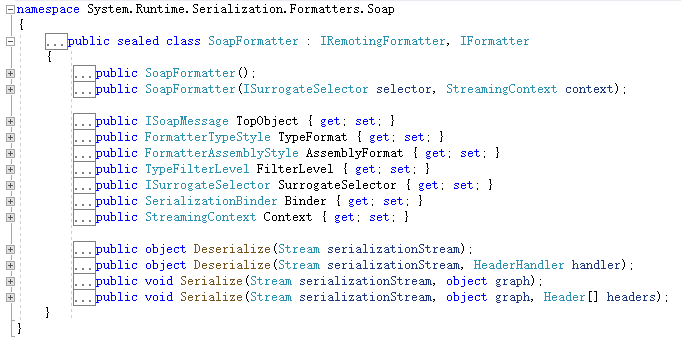 namespace System.Runtime.Serialization.Formatters.Soap
{
...public sealed class SoapFormatter : IRemotingFormatter, IFormatter
{
...public SoapFormatter();
...public SoapFormatter(ISurrogateSelector selector, StreamingContext context);
...public ISoapMessage TopObject { get; set; }
...public FormatterTypeStyle TypeFormat { get; set; }
...public FormatterAssemblyStyle AssemblyFormat { get; set; }
...public TypeFilterLevel FilterLevel { get; set; }
...public ISurrogateSelector SurrogateSelector { get; set; }
...public SerializationBinder Binder { get; set; }
...public StreamingContext Context { get; set; }
...public object Deserialize(Stream serializationStream);
...public object Deserialize(Stream serializationStream, HeaderHandler handler);
...public void Serialize(Stream serializationStream, object graph);
...public void Serialize(Stream serializationStream, object graph, Header[] headers);
}
}